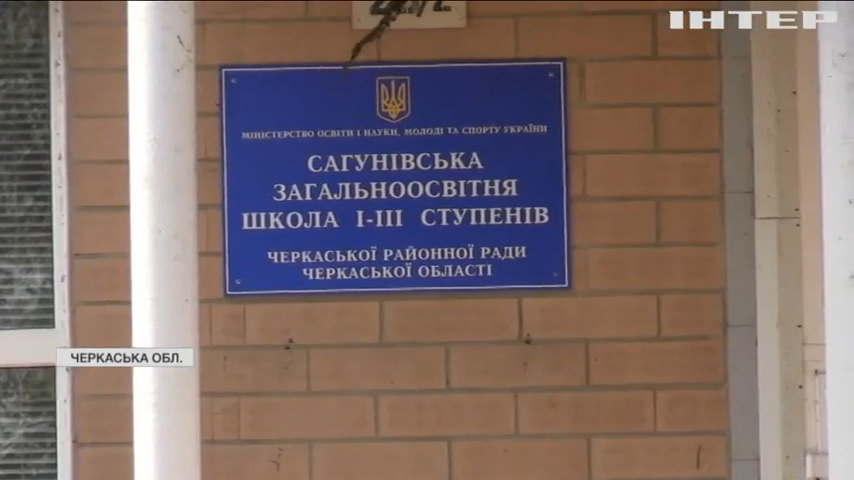 ІНТЕР
МІНІСТЕРСТВО ОСВІТИ І НАУКИ, МОЛОДІ ТА СПОРТУ УКРАЇНИ
САГУНІВСЬКА
ЗАГАЛЬНООСВІТНЯ
ШКОЛА І-ІІІ СТУПЕНІВ
ЧЕРКАСЬКОЇ РАЙОННОЇ РАДИ
ЧЕРКАСЬКОЇ ОБЛАСТІ
ЧЕРКАСЬКА ОБЛ.